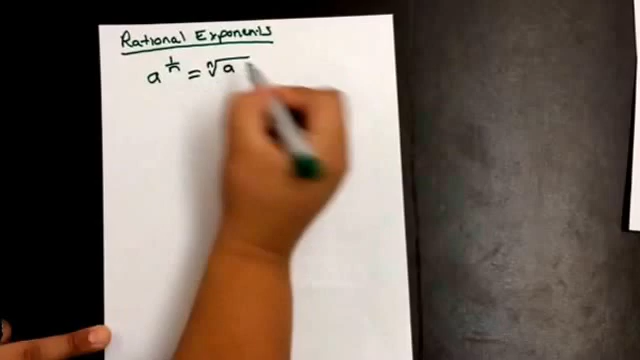 Rational Exponents
a^(1/n) = ⁿ√a